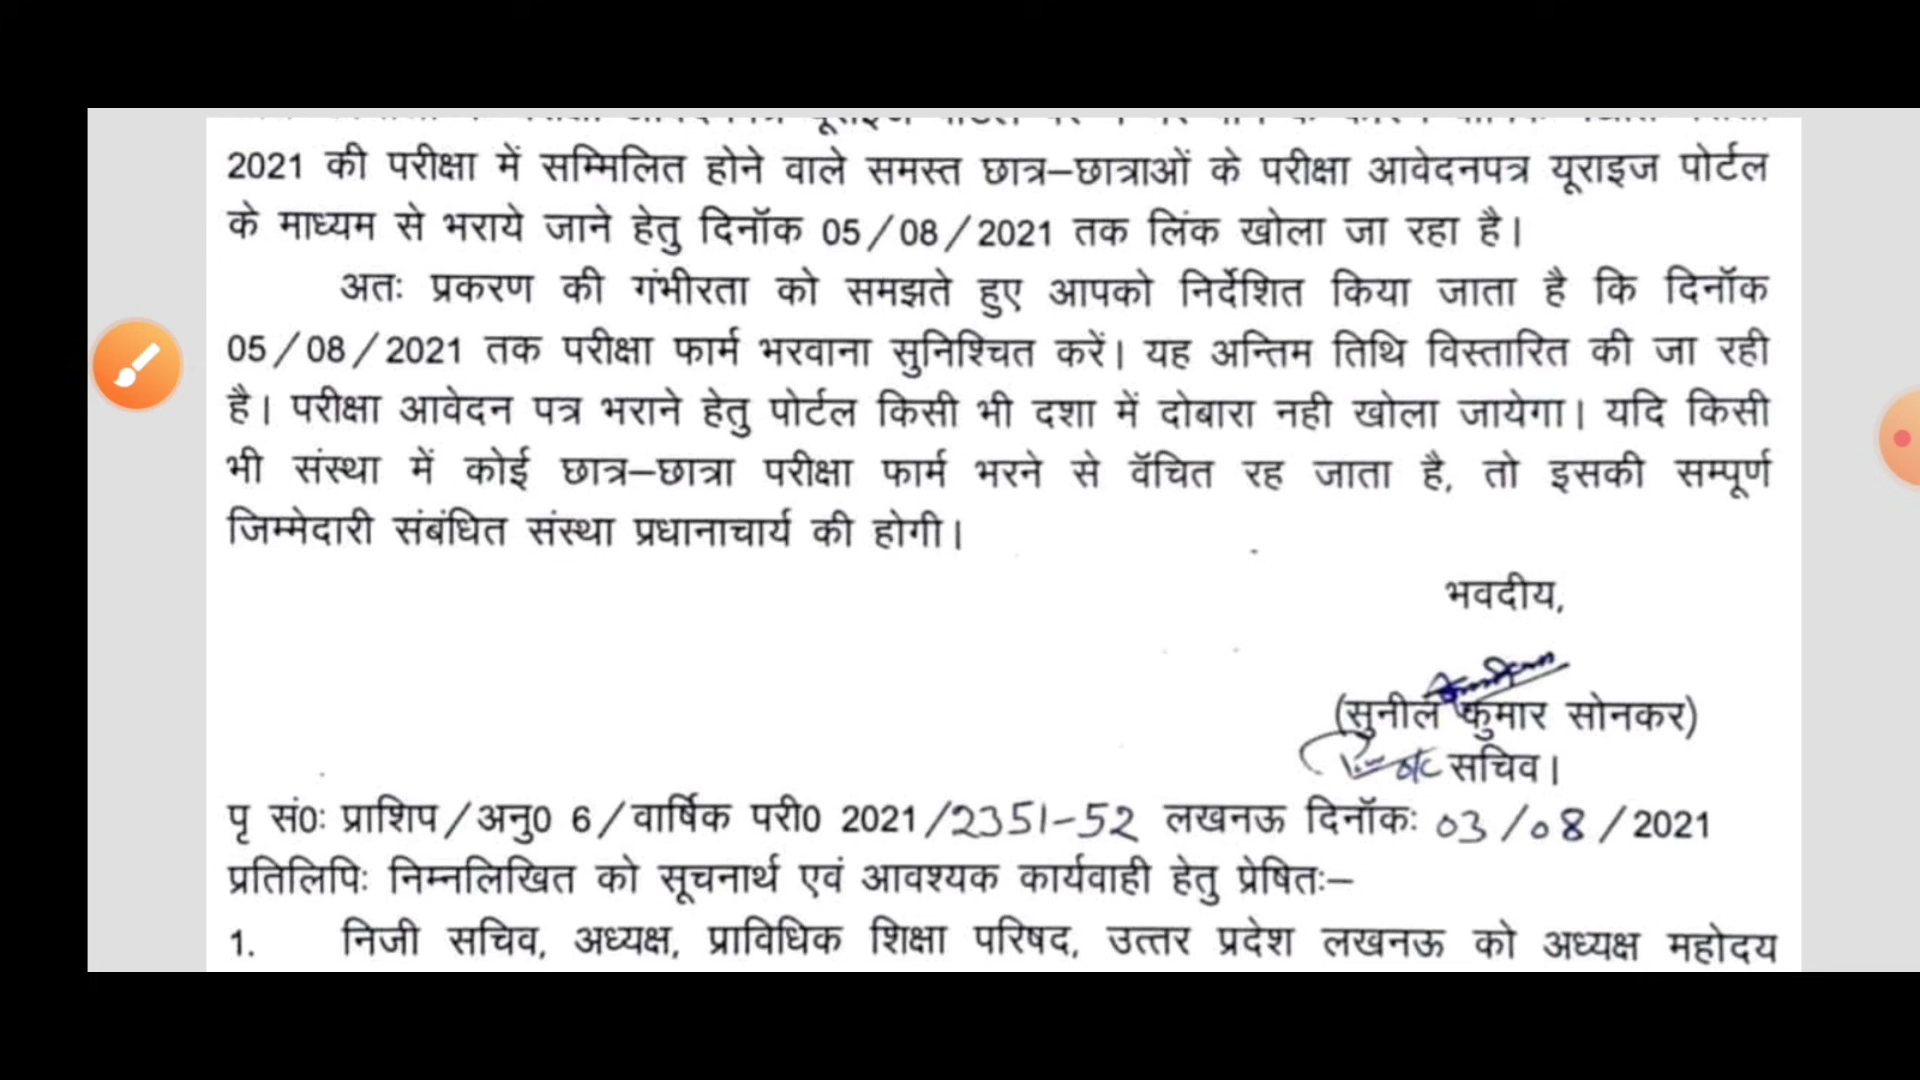 2021 की परीक्षा में सम्मिलित होने वाले समस्त छात्र–छात्राओं के परीक्षा आवेदनपत्र यूराइज पोर्टल
के माध्यम से भराये जाने हेतु दिनॉक 05/08/2021 तक लिंक खोला जा रहा है।
अतः प्रकरण की गंभीरता को समझते हुए आपको निर्देशित किया जाता है कि दिनॉक
05/08/2021 तक परीक्षा फार्म भरवाना सुनिश्चित करें। यह अन्तिम तिथि विस्तारित की जा रही
है। परीक्षा आवेदन पत्र भराने हेतु पोर्टल किसी भी दशा में दोबारा नही खोला जायेगा। यदि किसी
भी संस्था में कोई छात्र–छात्रा परीक्षा फार्म भरने से वॅचित रह जाता है, तो इसकी सम्पूर्ण
जिम्मेदारी संबंधित संस्था प्रधानाचार्य की होगी।
भवदीय,
(सुनील कुमार सोनकर)
सचिव।
पृ सं0ः प्राशिप/अनु0 6/वार्षिक परी0 2021/2351-52 लखनऊ दिनॉकः 03/08/2021
प्रतिलिपिः निम्नलिखित को सूचनार्थ एवं आवश्यक कार्यवाही हेतु प्रेषितः–
1. निजी सचिव, अध्यक्ष, प्राविधिक शिक्षा परिषद, उत्तर प्रदेश लखनऊ को अध्यक्ष महोदय